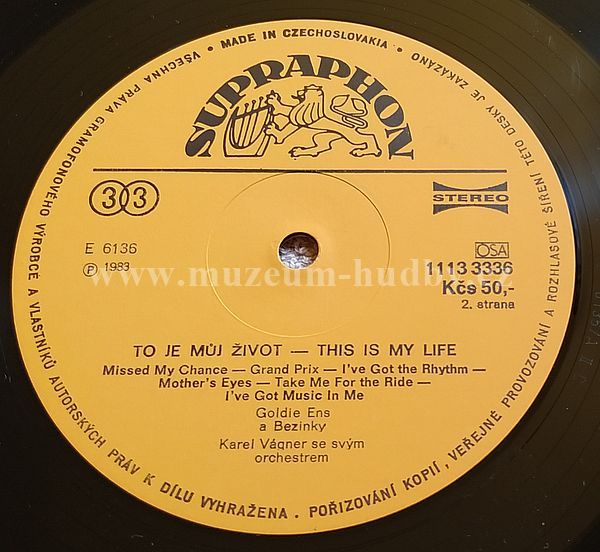 VŠECHNA PRÁVA GRAMOFONOVÉHO VÝROBCE A VLASTNÍKŮ AUTORSKÝCH PRÁV K DÍLU VYHRAŽENA . POŘIZOVÁNÍ KOPIÍ , VEŘEJNÉ PROVOZOVÁNÍ A ROZHLASOVÉ ŠÍŘENÍ TÉTO DESKY JE ZAKÁZÁNO
• MADE IN CZECHOSLOVAKIA •
SUPRAPHON
33
STEREO
E 6136
OSA
Ⓟ 1983
1113 3336
Kčs 50,-
2. strana
www.muzeum-hudby.cz
TO JE MŮJ ŽIVOT — THIS IS MY LIFE
Missed My Chance — Grand Prix — I've Got the Rhythm —
Mother's Eyes — Take Me For the Ride —
I've Got Music In Me
Goldie Ens
a Bezinky
Karel Vágner se svým
orchestrem